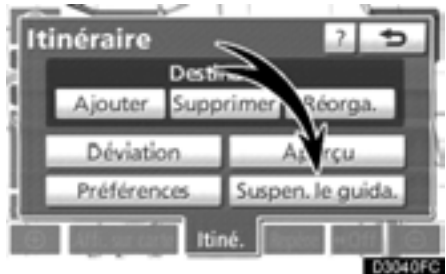 Itinéraire ?
Ajouter Supprimer Réorga.
Déviation Aperçu
Préférences Suspen. le guida.
Itiné.
D3040FC